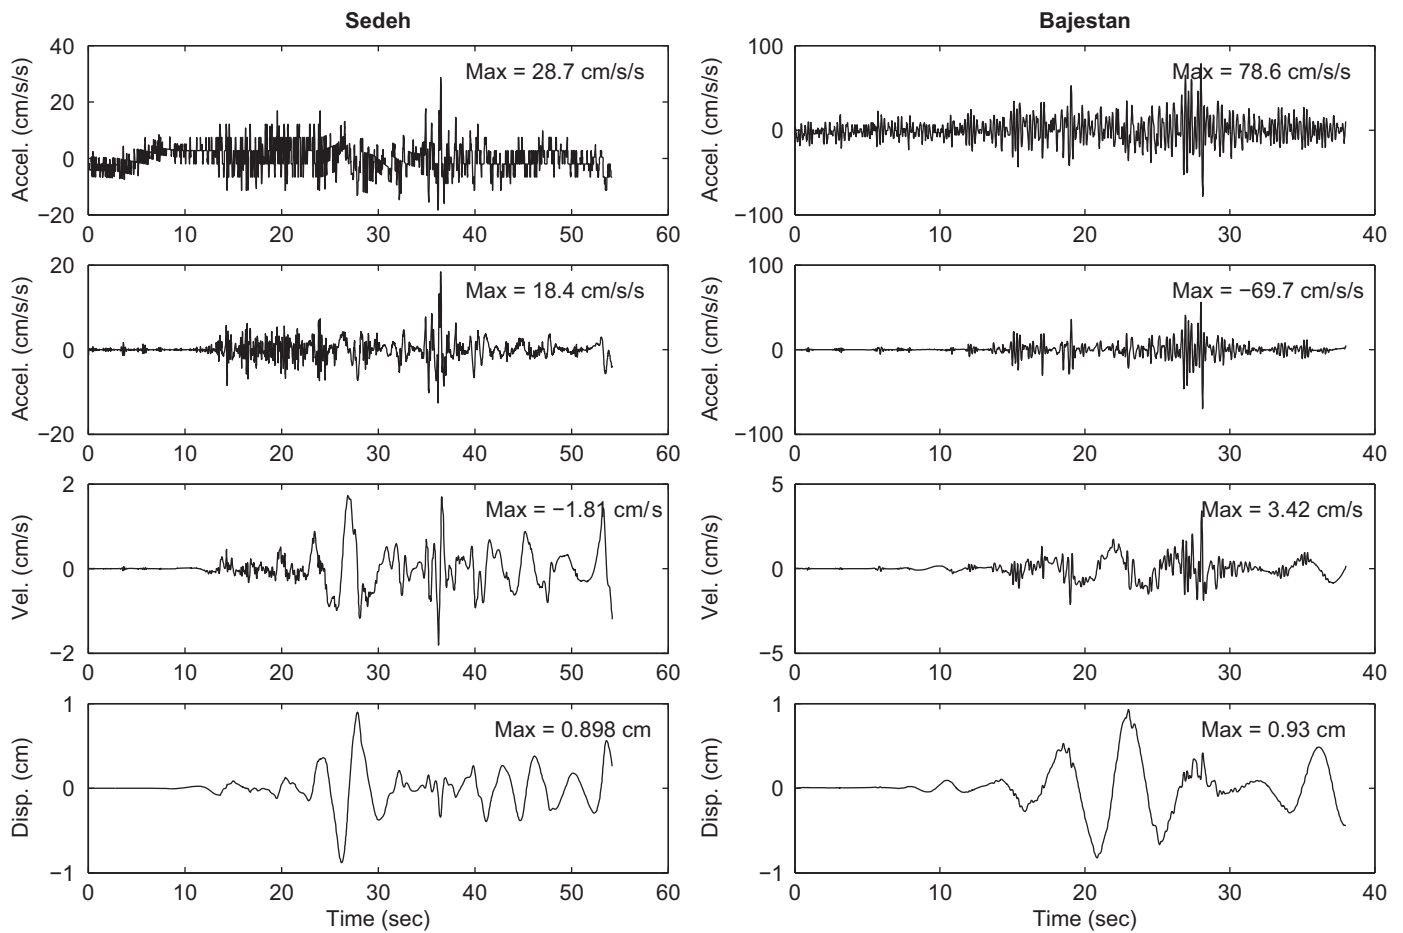 Sedeh
Bajestan
Max = 28.7 cm/s/s
Accel. (cm/s/s)
40
20
0
−20
0 10 20 30 40 50 60
Max = 78.6 cm/s/s
Accel. (cm/s/s)
100
0
−100
0 10 20 30 40
Max = 18.4 cm/s/s
Accel. (cm/s/s)
20
0
−20
0 10 20 30 40 50 60
Max = −69.7 cm/s/s
Accel. (cm/s/s)
100
0
−100
0 10 20 30 40
Max = −1.81 cm/s
Vel. (cm/s)
2
0
−2
0 10 20 30 40 50 60
Max = 3.42 cm/s
Vel. (cm/s)
5
0
−5
0 10 20 30 40
Max = 0.898 cm
Disp. (cm)
1
0
−1
0 10 20 30 40 50 60
Time (sec)
Max = 0.93 cm
Disp. (cm)
1
0
−1
0 10 20 30 40
Time (sec)